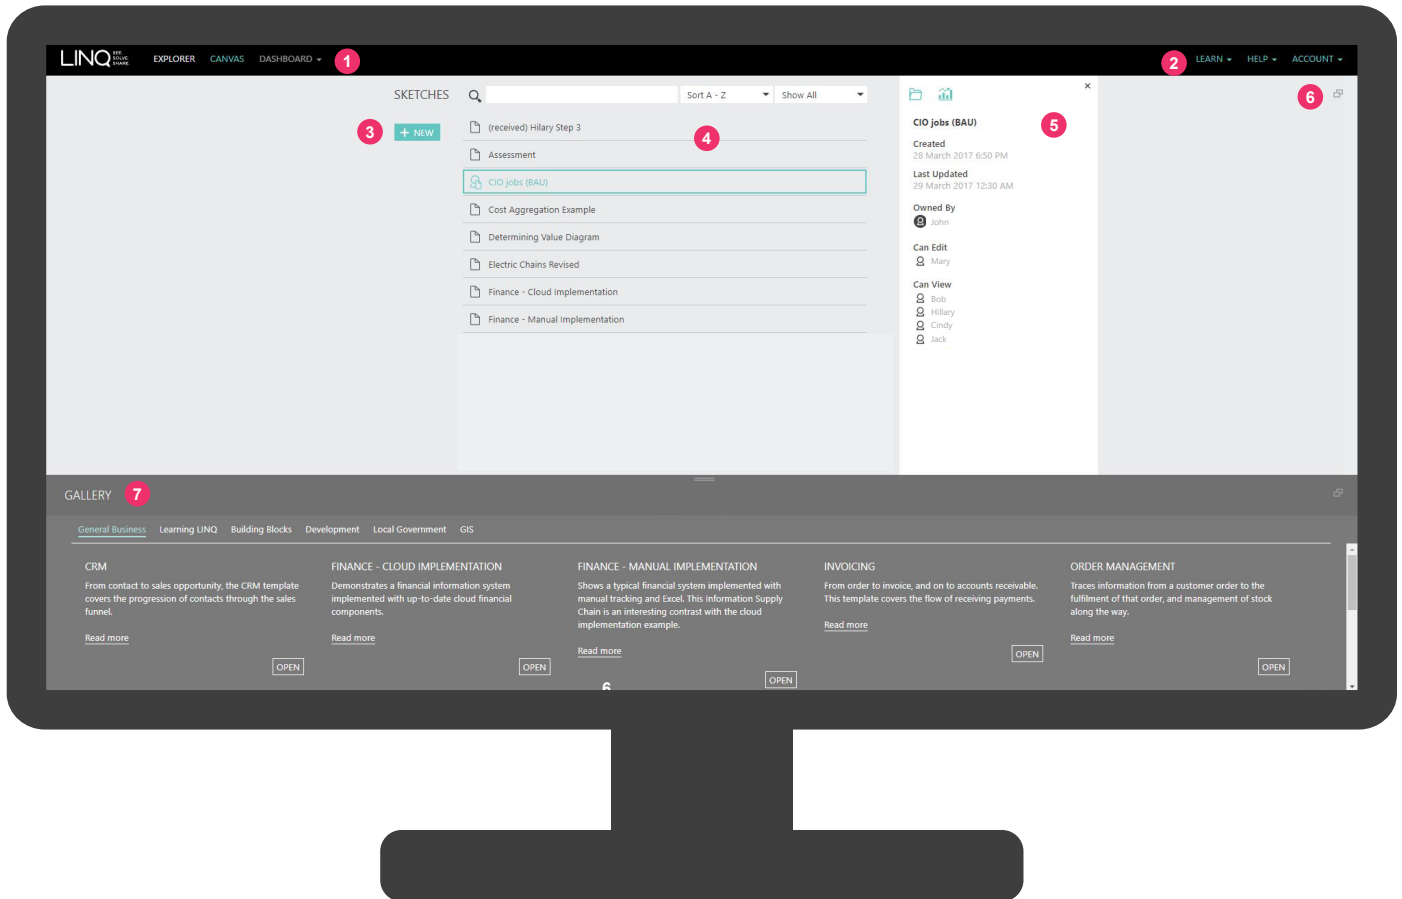 LINQ SEE.
SOLVE.
SHARE.
EXPLORER CANVAS DASHBOARD 1
2 LEARN HELP ACCOUNT
SKETCHES Sort A - Z Show All
6
3 + NEW
(received) Hilary Step 3
4
Assessment
CIO jobs (BAU)
Cost Aggregation Example
Determining Value Diagram
Electric Chains Revised
Finance - Cloud Implementation
Finance - Manual Implementation
×
CIO jobs (BAU) 5
Created
28 March 2017 6:50 PM
Last Updated
29 March 2017 12:30 AM
Owned By
John
Can Edit
Mary
Can View
Bob
Hillary
Cindy
Jack
GALLERY 7
General Business Learning LINQ Building Blocks Development Local Government GIS
CRM
From contact to sales opportunity, the CRM template
covers the progression of contacts through the sales
funnel.
Read more
OPEN
FINANCE - CLOUD IMPLEMENTATION
Demonstrates a financial information system
implemented with up-to-date cloud financial
components.
Read more
OPEN
FINANCE - MANUAL IMPLEMENTATION
Shows a typical financial system implemented with
manual tracking and Excel. This Information Supply
Chain is an interesting contrast with the cloud
implementation example.
Read more
6
OPEN
INVOICING
From order to invoice, and on to accounts receivable.
This template covers the flow of receiving payments.
Read more
OPEN
ORDER MANAGEMENT
Traces information from a customer order to the
fulfilment of that order, and management of stock
along the way.
Read more
OPEN